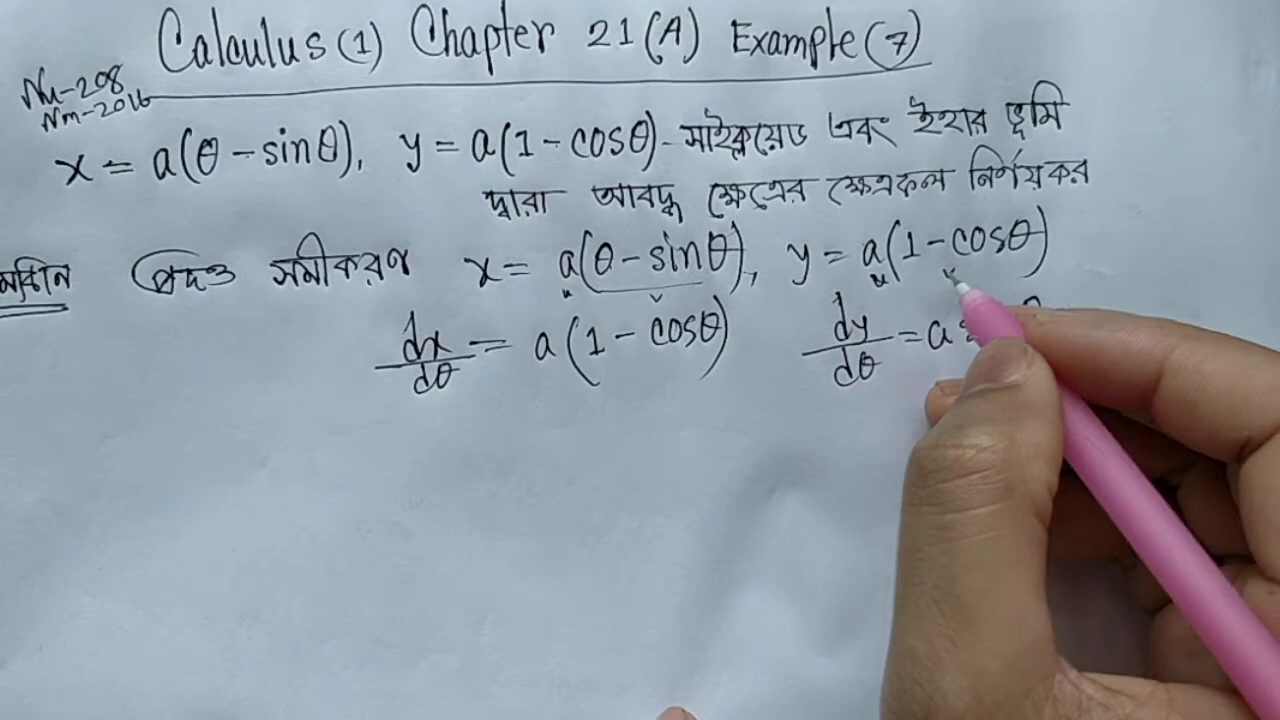 Calculus(1) Chapter 21(A) Example(7)
Nu-208
Nm-2016
x = a(θ-sinθ), y = a(1-cosθ)- সাইক্লয়েড এবং ইহার ভূমি
দ্বারা আবদ্ধ ক্ষেত্রের ক্ষেত্রফল নির্ণয়কর
প্রদত্ত সমীকরণ x = a(θ-sinθ), y = a(1-cosθ)
dx/dθ = a(1-cosθ) dy/dθ = a